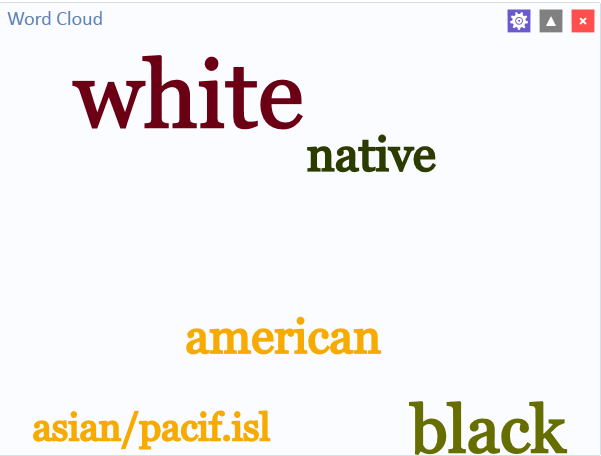 Word Cloud
white
native
american
asian/pacif.isl
black